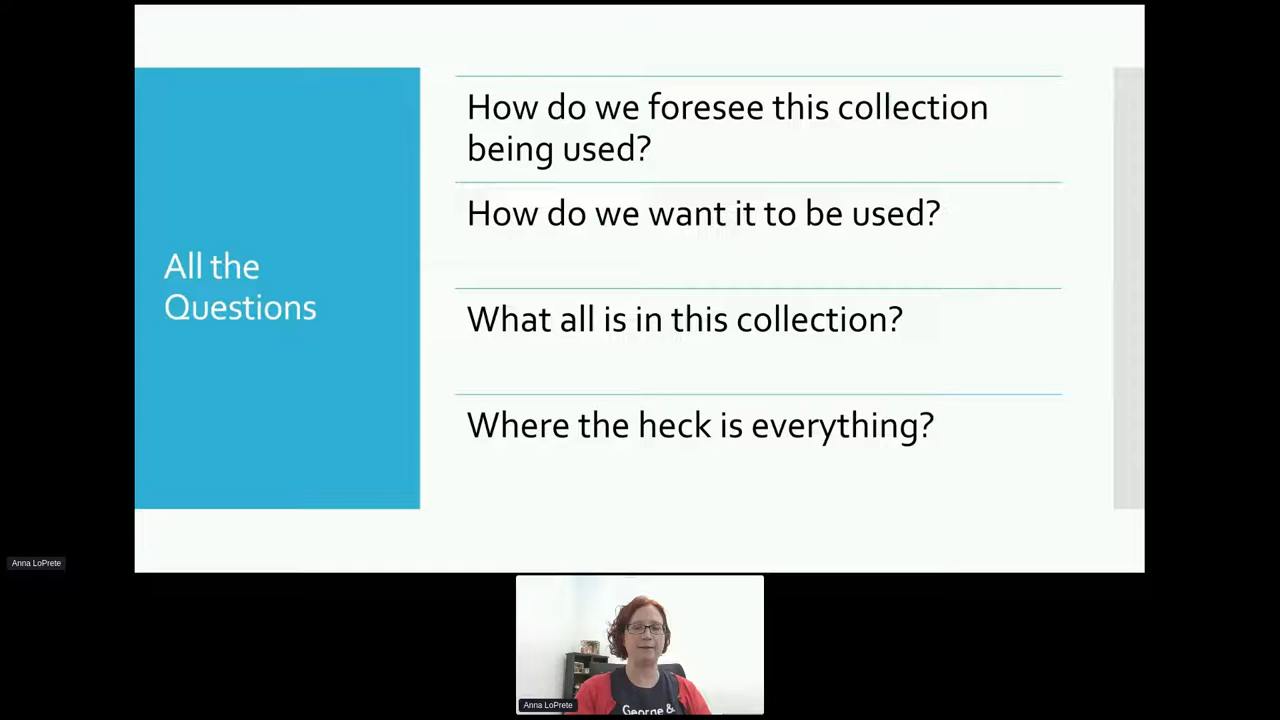 All the
Questions
How do we foresee this collection
being used?
How do we want it to be used?
What all is in this collection?
Where the heck is everything?
Anna LoPrete
Anna LoPrete
George &